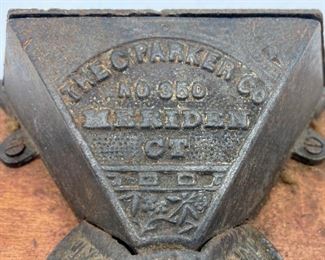 THE C PARKER CO
NO 350
MERIDEN
CT